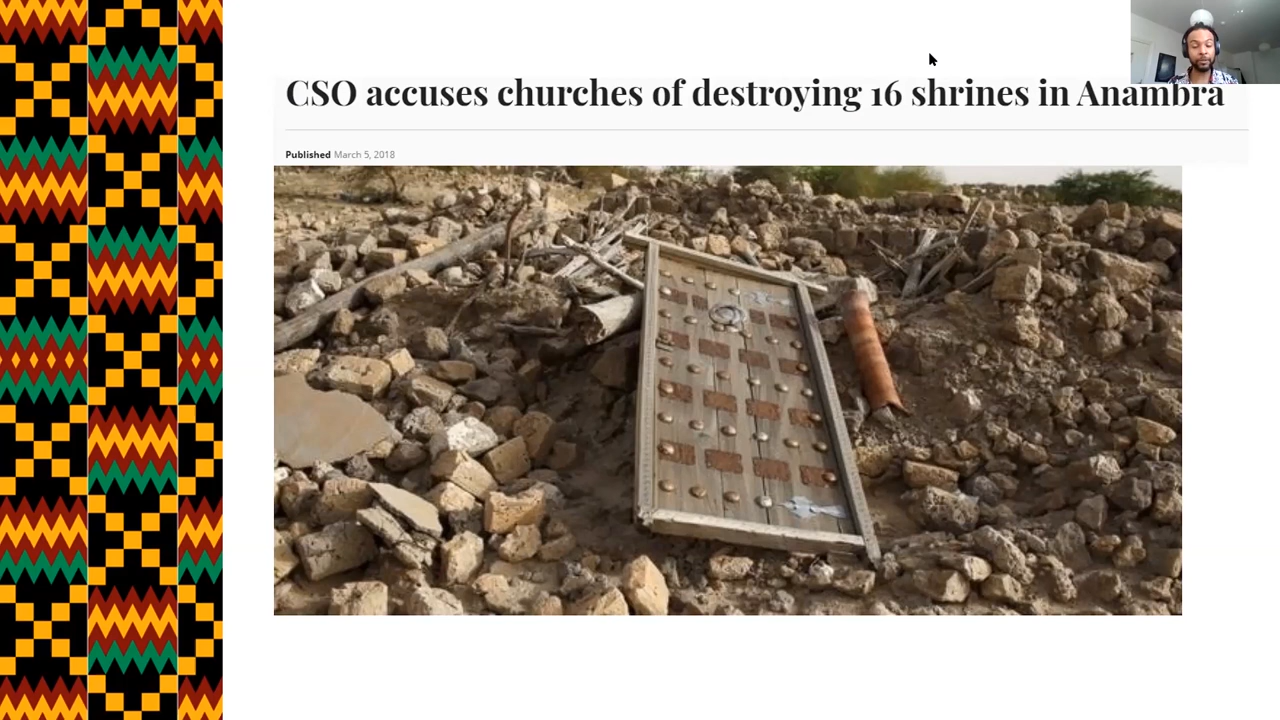 CSO accuses churches of destroying 16 shrines in Anambra
Published March 5, 2018